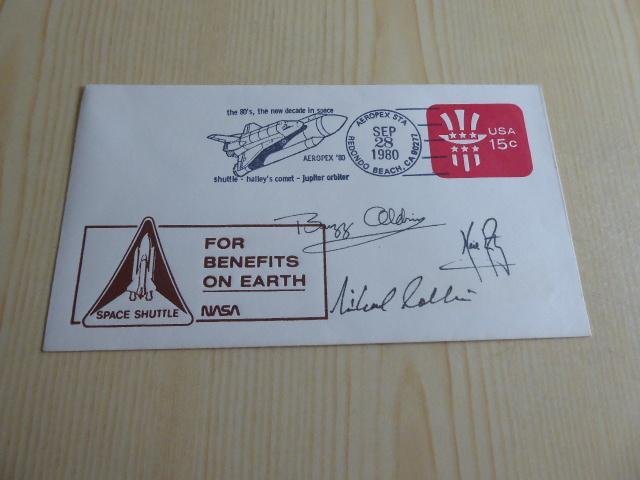 the 80's, the new decade in space
AEROPEX '80
shuttle - halley's comet - jupiter orbiter
AEROPEX STA
SEP
28
1980
REDONDO BEACH, CA 90277
USA
15c
Buzz Aldrin
Michael Collins
FOR
BENEFITS
ON EARTH
NASA
SPACE SHUTTLE